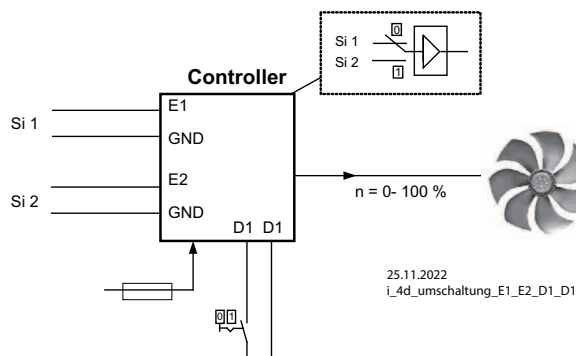 0
Si 1
Si 2
1
Controller
E1
Si 1
GND
E2
Si 2
GND
D1 D1
n = 0- 100 %
25.11.2022
i_4d_umschaltung_E1_E2_D1_D1
0 1